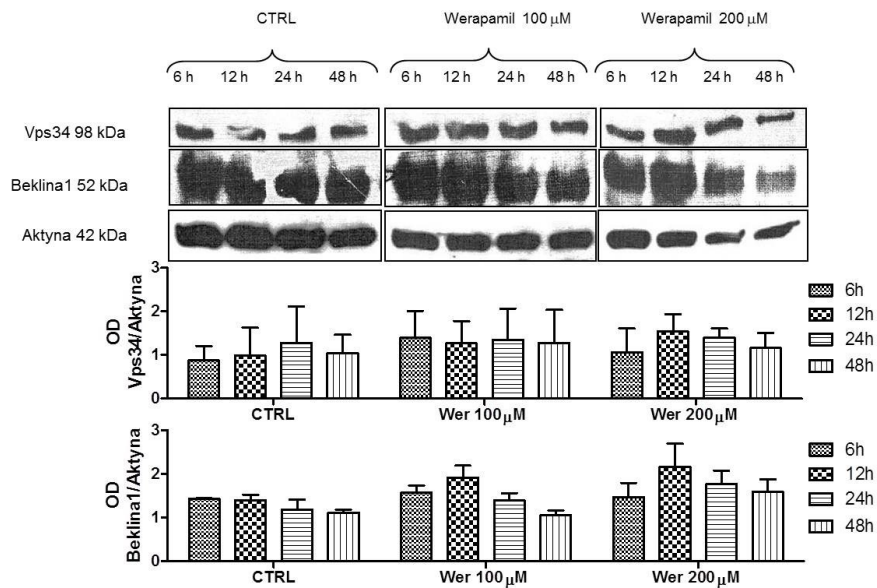 CTRL Werapamil 100 µM Werapamil 200 µM
6 h 12 h 24 h 48 h 6 h 12 h 24 h 48 h 6 h 12 h 24 h 48 h
Vps34 98 kDa
Beklina1 52 kDa
Aktyna 42 kDa
OD
Vps34/Aktyna
3
2
1
0
CTRL Wer 100µM Wer 200µM
6h
12h
24h
48h
OD
Beklina1/Aktyna
3
2
1
0
CTRL Wer 100µM Wer 200µM
6h
12h
24h
48h